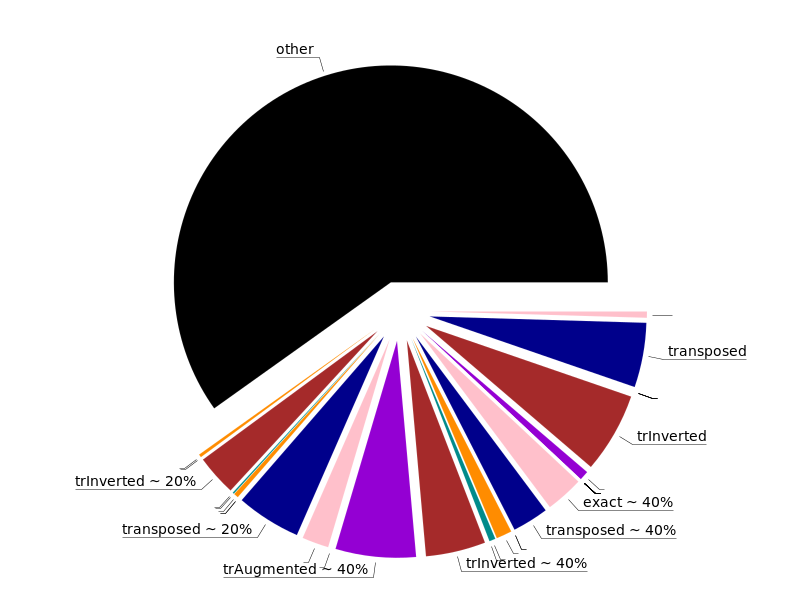 other
transposed
trInverted
exact ~ 40%
transposed ~ 40%
trInverted ~ 40%
trAugmented ~ 40%
transposed ~ 20%
trInverted ~ 20%